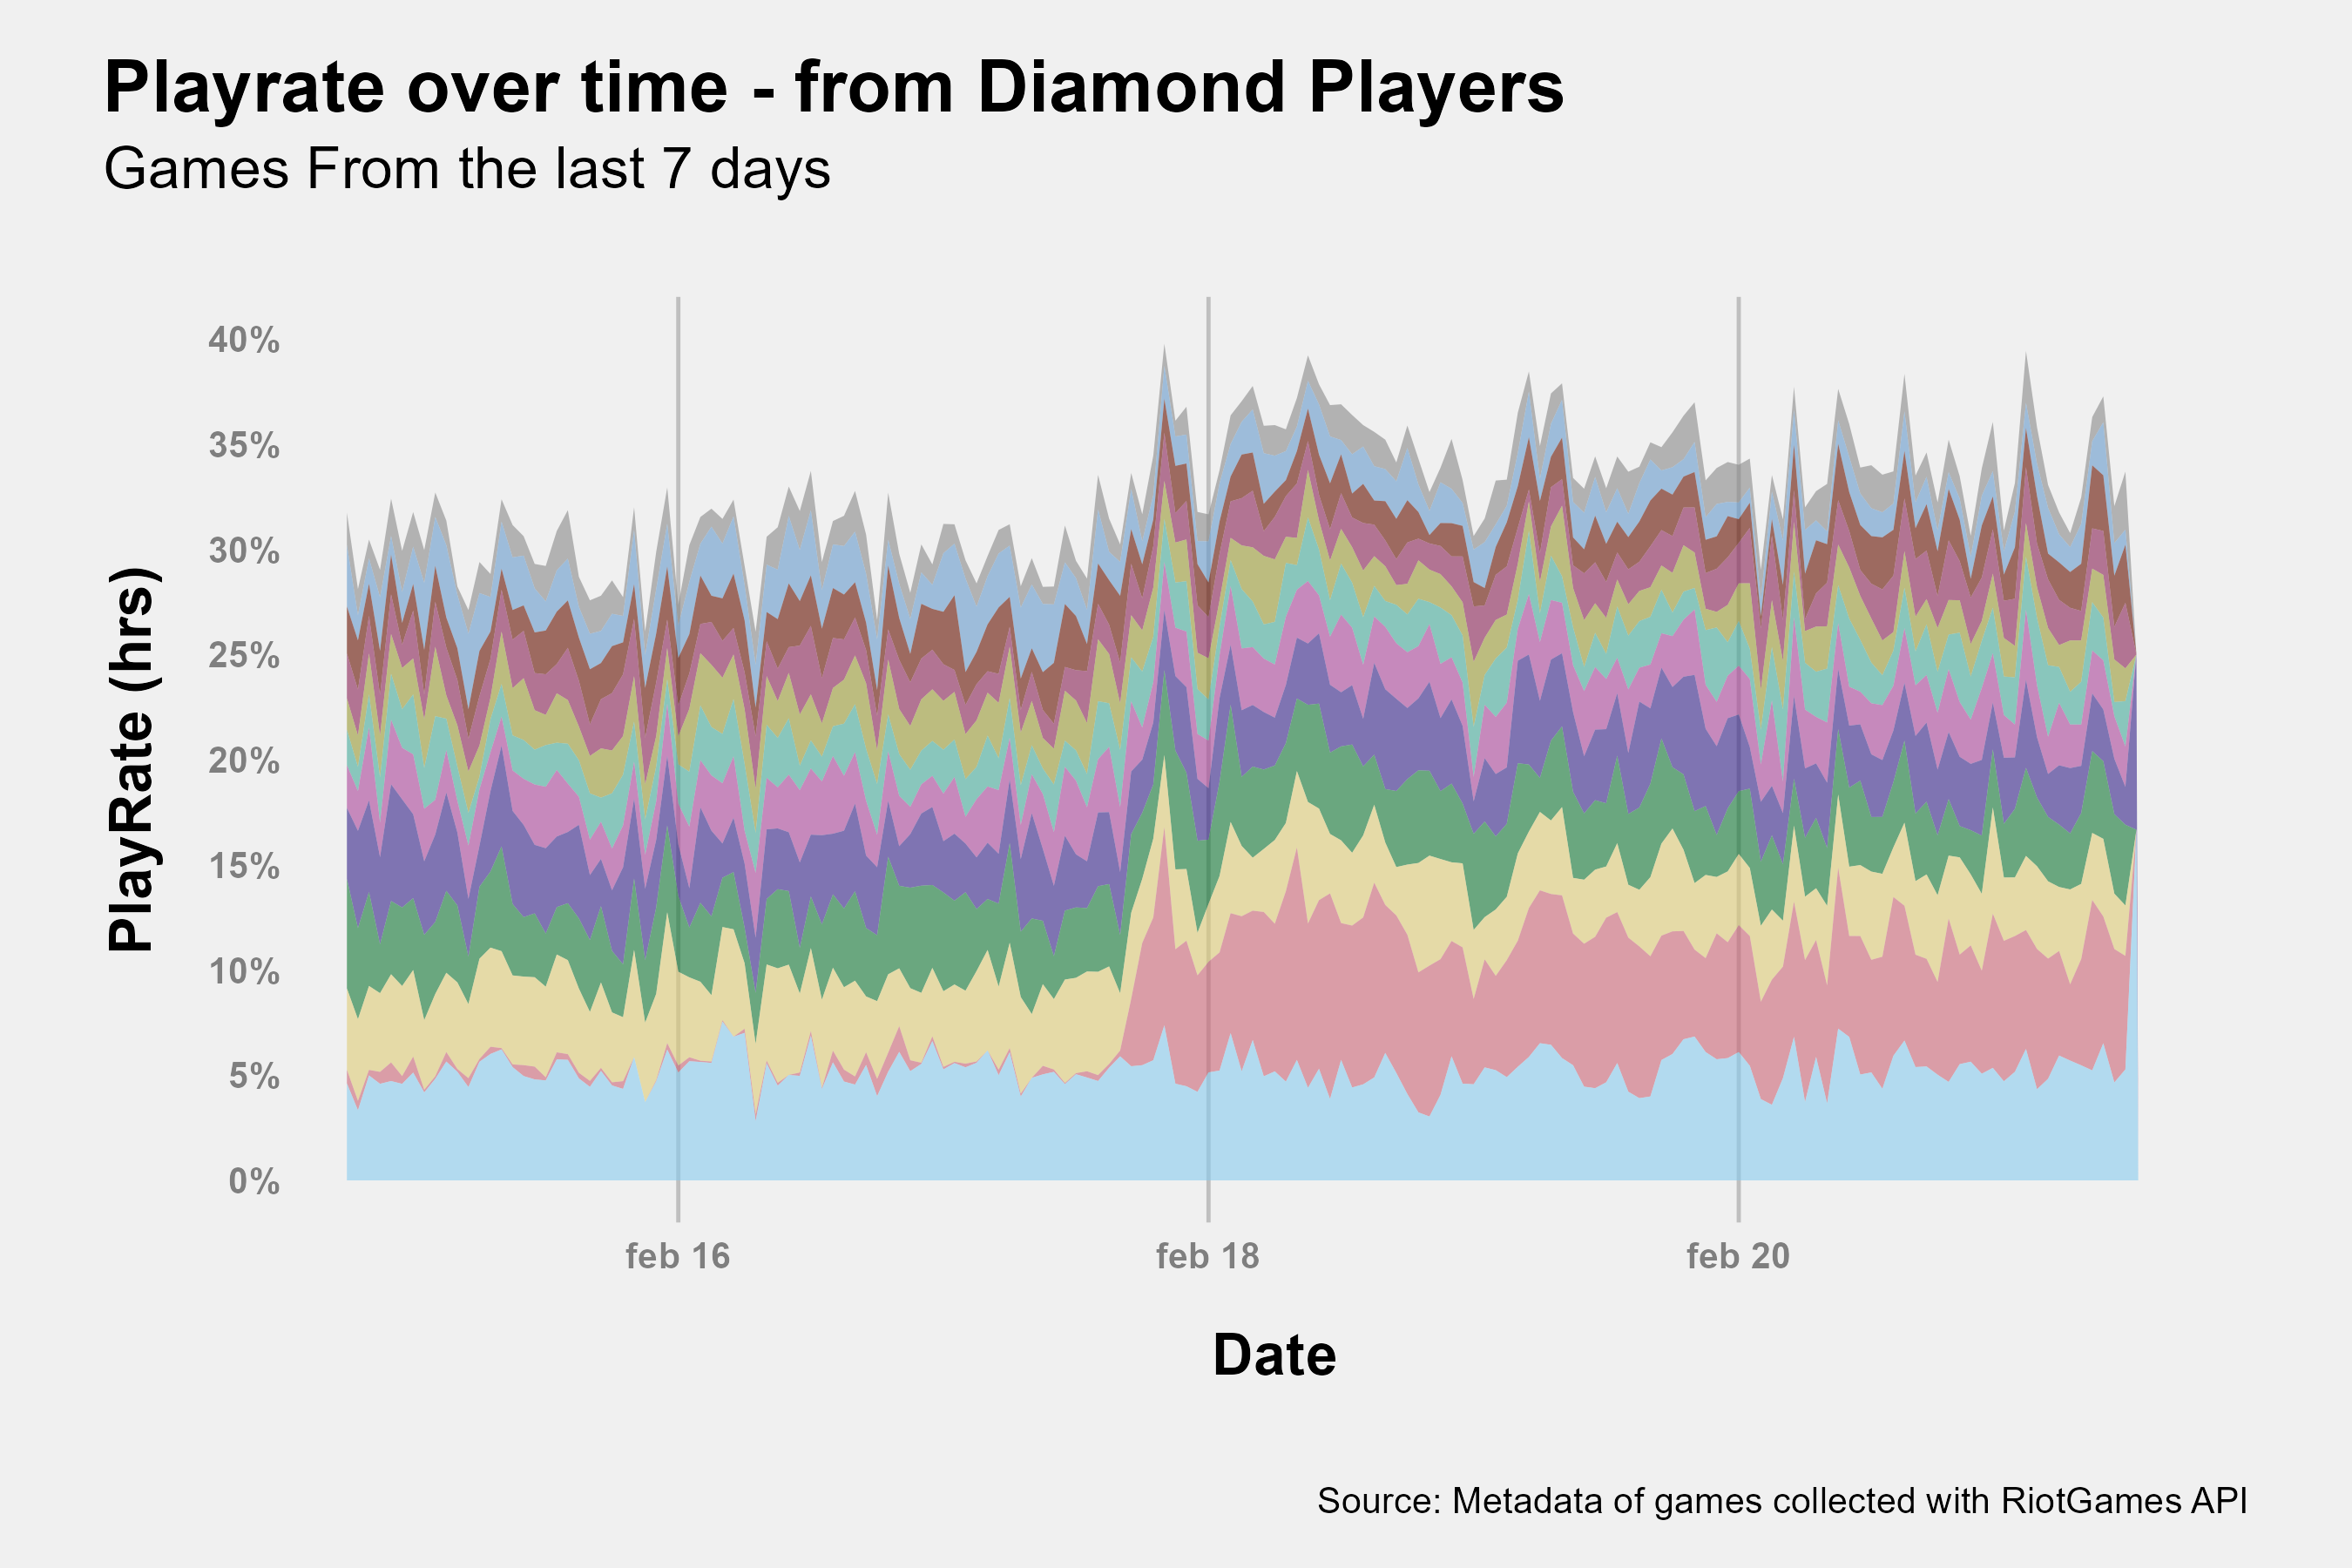 Playrate over time - from Diamond Players
Games From the last 7 days
40%
35%
30%
25%
20%
15%
10%
5%
0%
PlayRate (hrs)
feb 16
feb 18
feb 20
Date
Source: Metadata of games collected with RiotGames API